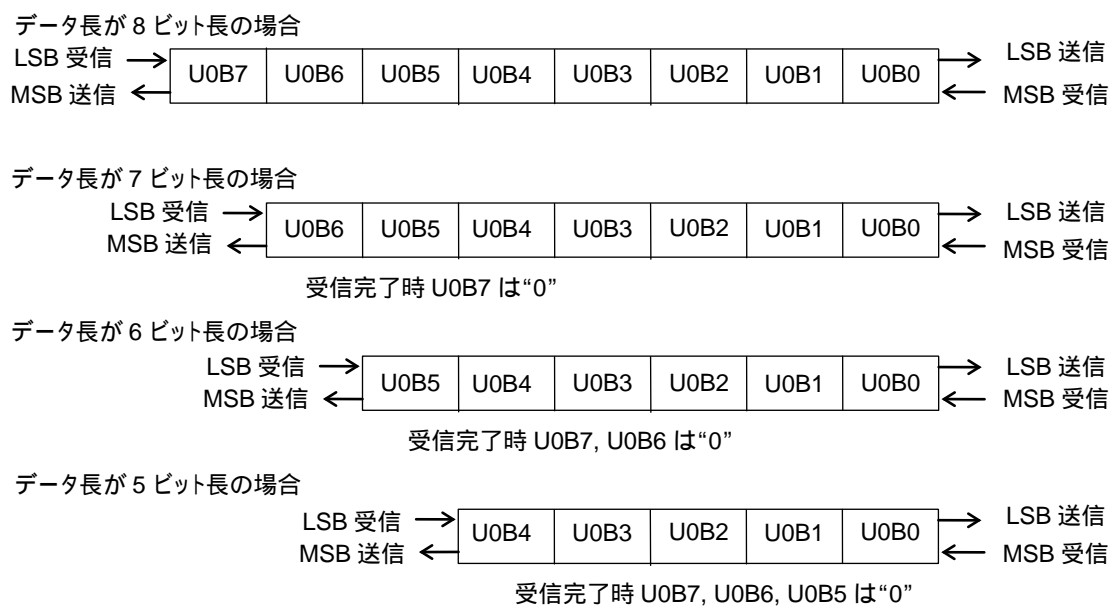 データ長が 8 ビット長の場合
LSB 受信 U0B7 U0B6 U0B5 U0B4 U0B3 U0B2 U0B1 U0B0 LSB 送信
MSB 送信 MSB 受信
データ長が 7 ビット長の場合
LSB 受信 U0B6 U0B5 U0B4 U0B3 U0B2 U0B1 U0B0 LSB 送信
MSB 送信 MSB 受信
受信完了時 U0B7 は“0”
データ長が 6 ビット長の場合
LSB 受信 U0B5 U0B4 U0B3 U0B2 U0B1 U0B0 LSB 送信
MSB 送信 MSB 受信
受信完了時 U0B7, U0B6 は“0”
データ長が 5 ビット長の場合
LSB 受信 U0B4 U0B3 U0B2 U0B1 U0B0 LSB 送信
MSB 送信 MSB 受信
受信完了時 U0B7, U0B6, U0B5 は“0”